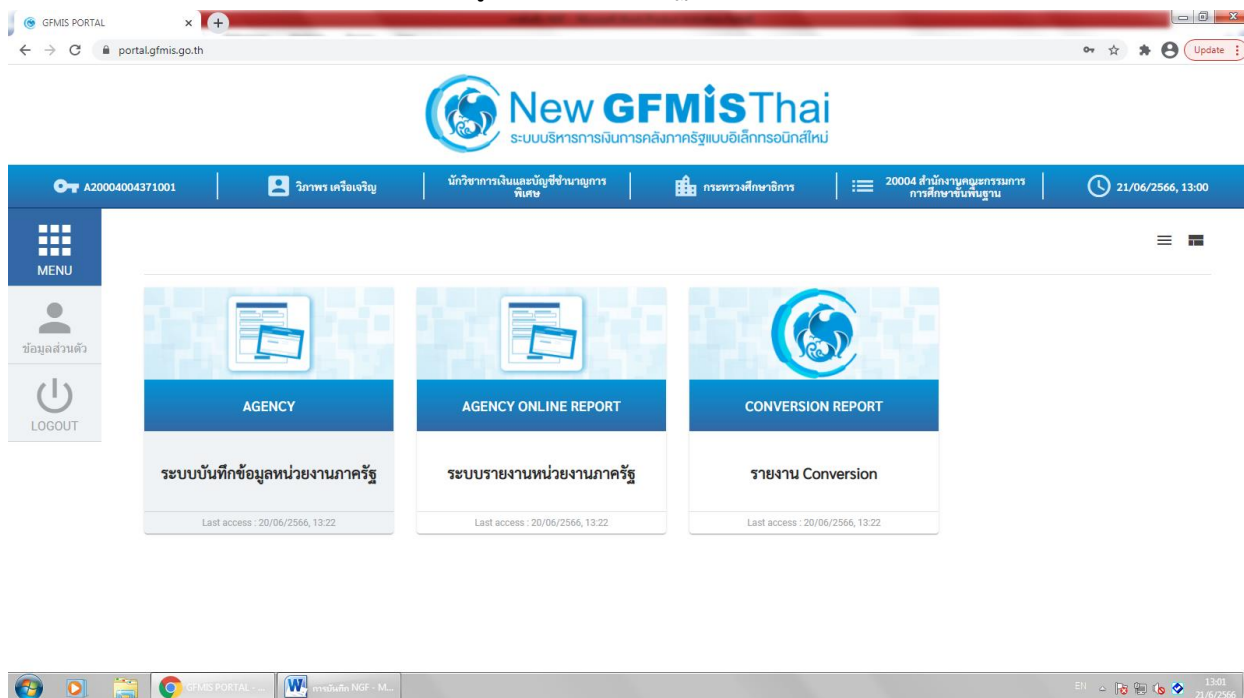 GFMIS PORTAL
portal.gfmis.go.th
Update
New GFMISThai
ระบบบริหารการเงินการคลังภาครัฐแบบอิเล็กทรอนิกส์ใหม่
A20004004371001
วิภาพร เครือเจริญ
นักวิชาการเงินและบัญชีชำนาญการ
พิเศษ
กระทรวงศึกษาธิการ
20004 สำนักงานคณะกรรมการ
การศึกษาขั้นพื้นฐาน
21/06/2566, 13:00
MENU
ข้อมูลส่วนตัว
LOGOUT
AGENCY
AGENCY ONLINE REPORT
CONVERSION REPORT
ระบบบันทึกข้อมูลหน่วยงานภาครัฐ
ระบบรายงานหน่วยงานภาครัฐ
รายงาน Conversion
Last access : 20/06/2566, 13:22
Last access : 20/06/2566, 13:22
Last access : 20/06/2566, 13:22
GFMIS PORTAL - ...
การบันทึก NGF - M...
EN
13:01
21/6/2566